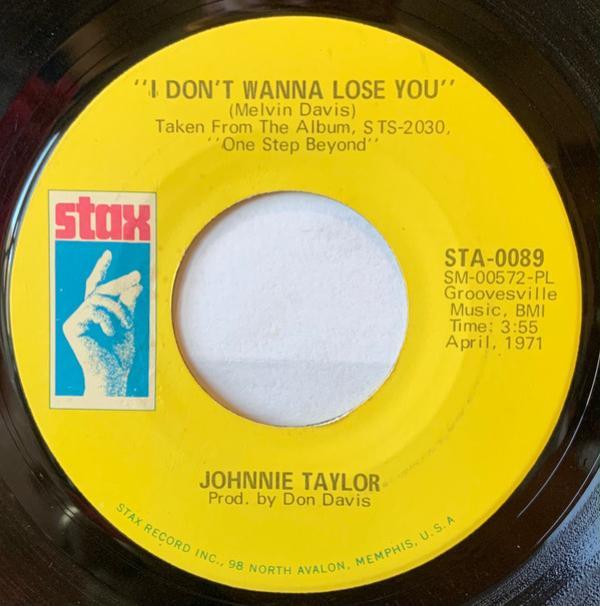 "I DON'T WANNA LOSE YOU"
(Melvin Davis)
Taken From The Album, STS-2030,
"One Step Beyond"
stax
STA-0089
SM-00572-PL
Groovesville
Music, BMI
Time: 3:55
April, 1971
JOHNNIE TAYLOR
Prod. by Don Davis
STAX RECORD INC., 98 NORTH AVALON, MEMPHIS, U.S.A